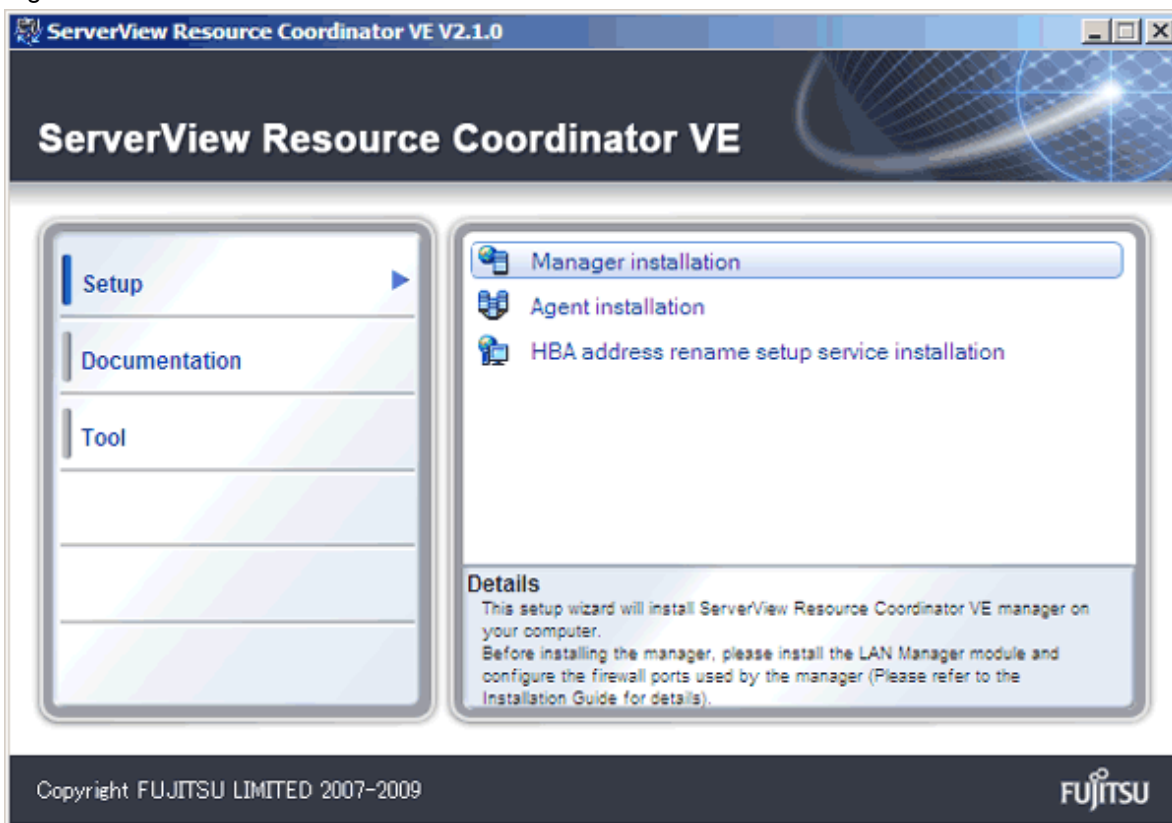 ServerView Resource Coordinator VE V2.1.0
ServerView Resource Coordinator VE
Setup
Documentation
Tool
Manager installation
Agent installation
HBA address rename setup service installation
Details
This setup wizard will install ServerView Resource Coordinator VE manager on
your computer.
Before installing the manager, please install the LAN Manager module and
configure the firewall ports used by the manager (Please refer to the
Installation Guide for details).
Copyright FUJITSU LIMITED 2007-2009
FUJITSU